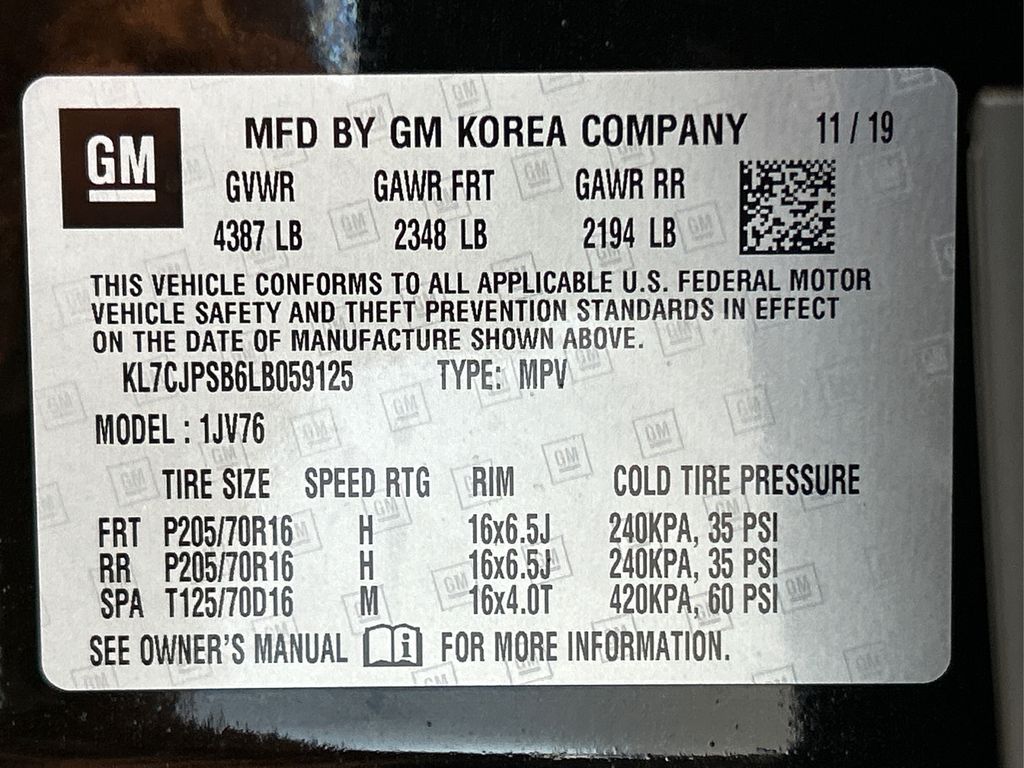 GM MFD BY GM KOREA COMPANY 11 / 19
GVWR GAWR FRT GAWR RR
4387 LB 2348 LB 2194 LB
THIS VEHICLE CONFORMS TO ALL APPLICABLE U.S. FEDERAL MOTOR
VEHICLE SAFETY AND THEFT PREVENTION STANDARDS IN EFFECT
ON THE DATE OF MANUFACTURE SHOWN ABOVE.
KL7CJPSB6LB059125 TYPE: MPV
MODEL : 1JV76
TIRE SIZE SPEED RTG RIM COLD TIRE PRESSURE
FRT P205/70R16 H 16x6.5J 240KPA, 35 PSI
RR P205/70R16 H 16x6.5J 240KPA, 35 PSI
SPA T125/70D16 M 16x4.0T 420KPA, 60 PSI
SEE OWNER'S MANUAL i FOR MORE INFORMATION.